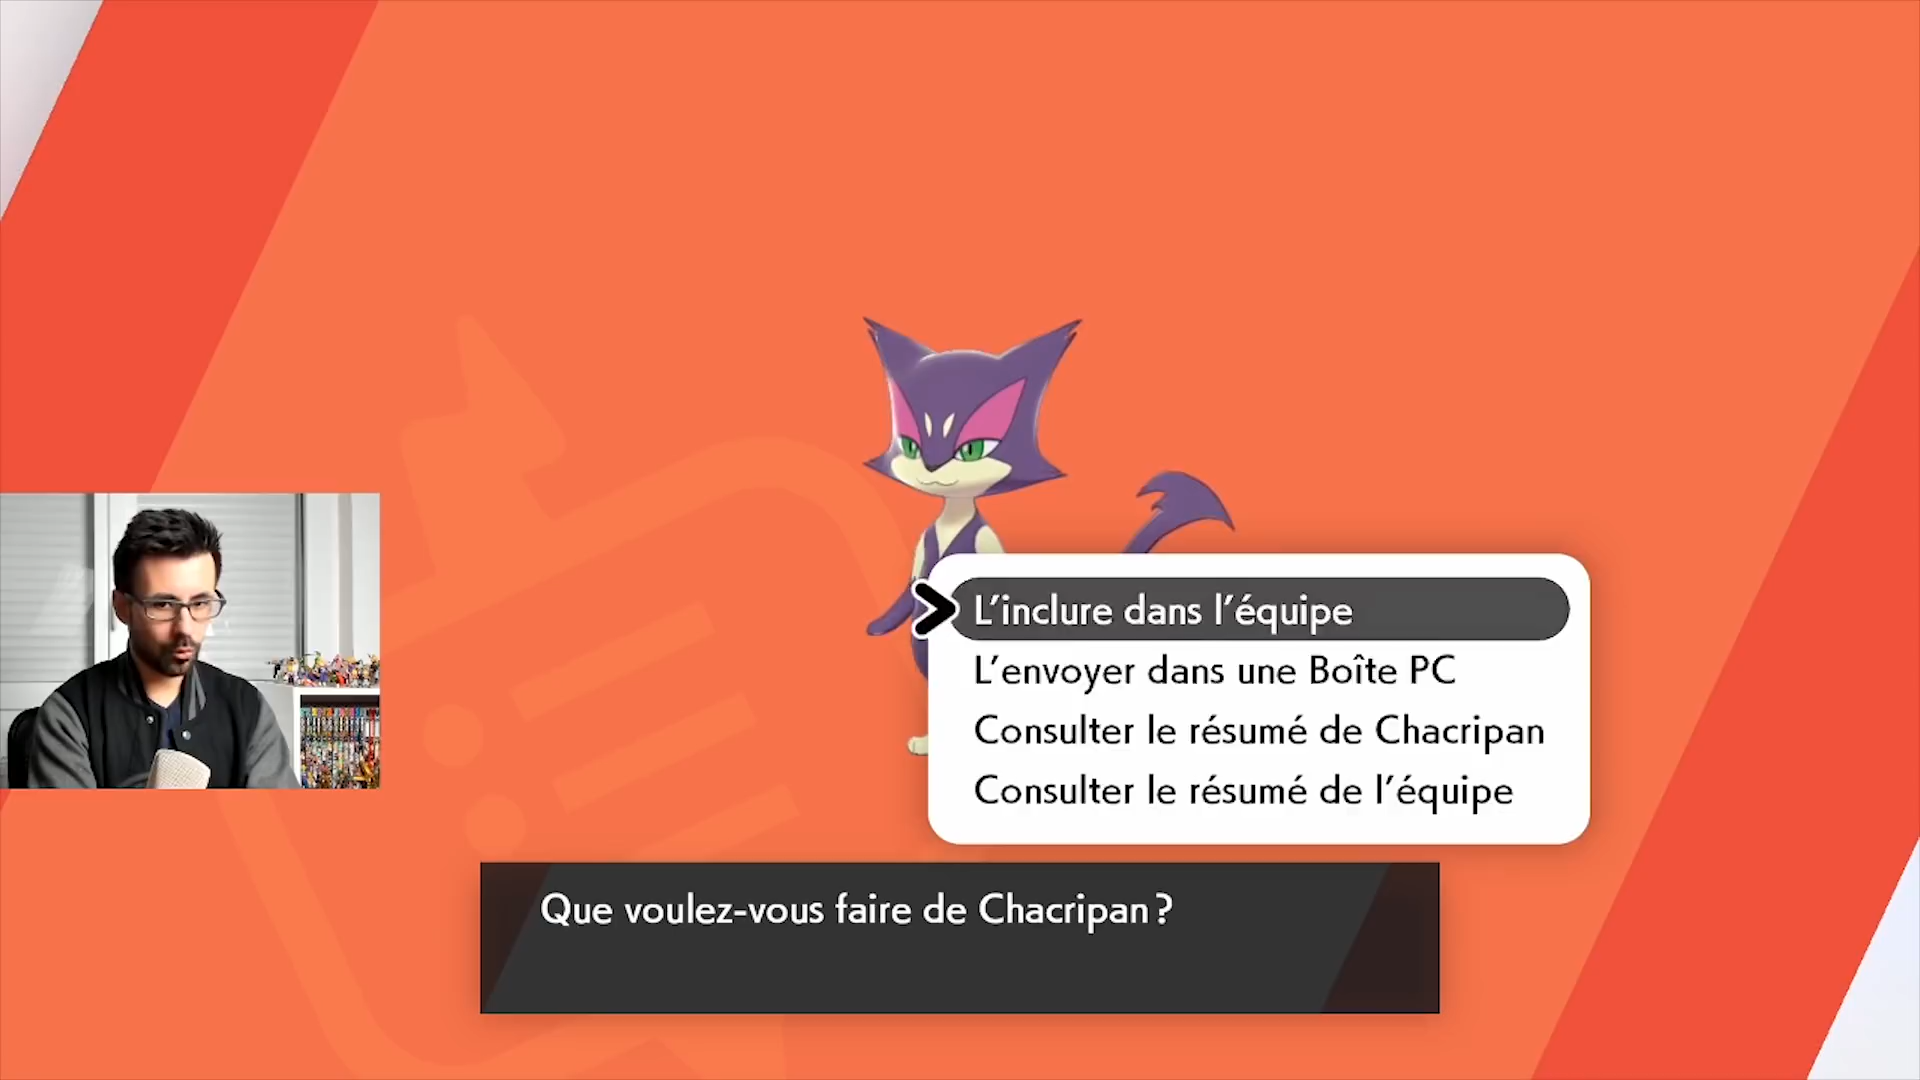 L'inclure dans l'équipe
L'envoyer dans une Boîte PC
Consulter le résumé de Chacripan
Consulter le résumé de l'équipe
Que voulez-vous faire de Chacripan ?